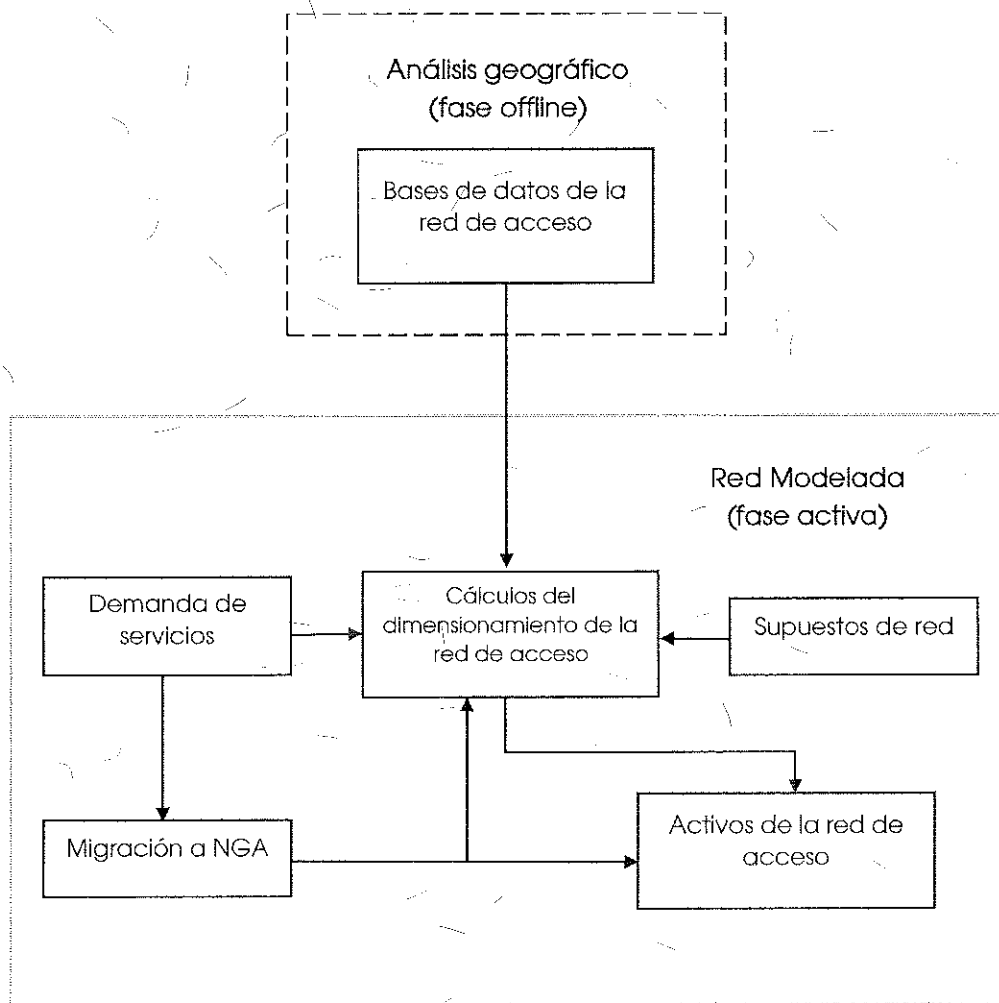 Análisis geográfico
(fase offline)
Bases de datos de la
red de acceso
Red Modelada
(fase activa)
Demanda de
servicios
Cálculos del
dimensionamiento de la
red de acceso
Supuestos de red
Migración a NGA
Activos de la red de
acceso